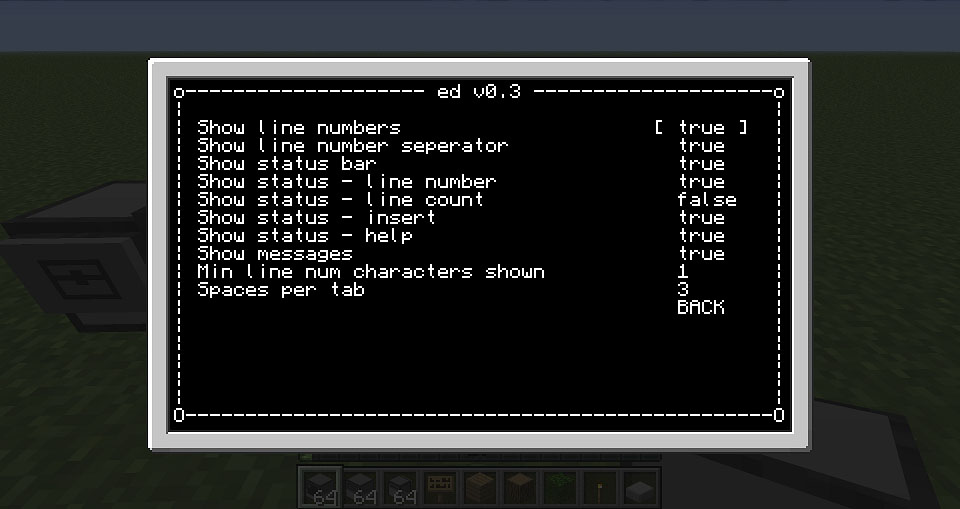 ed v0.3
Show line numbers [ true ]
Show line number seperator true
Show status bar true
Show status - line number true
Show status - line count false
Show status - insert true
Show status - help true
Show messages true
Min line num characters shown 1
Spaces per tab 3
BACK
64 64 64